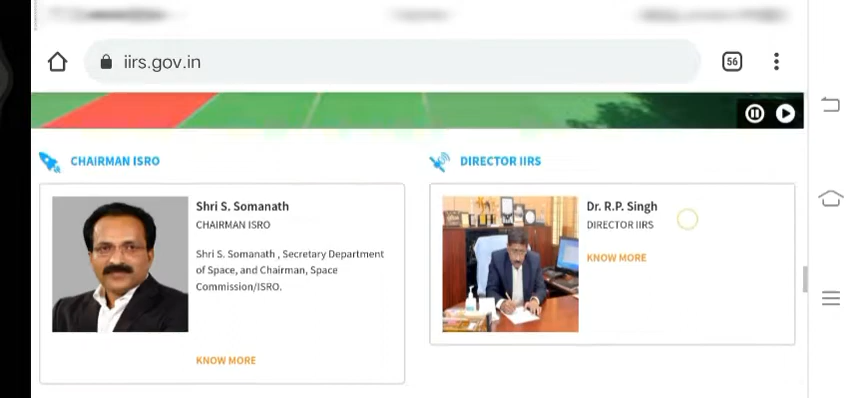 iirs.gov.in
56
CHAIRMAN ISRO
Shri S. Somanath
CHAIRMAN ISRO
Shri S. Somanath , Secretary Department
of Space, and Chairman, Space
Commission/ISRO.
KNOW MORE
DIRECTOR IIRS
Dr. R.P. Singh
DIRECTOR IIRS
KNOW MORE